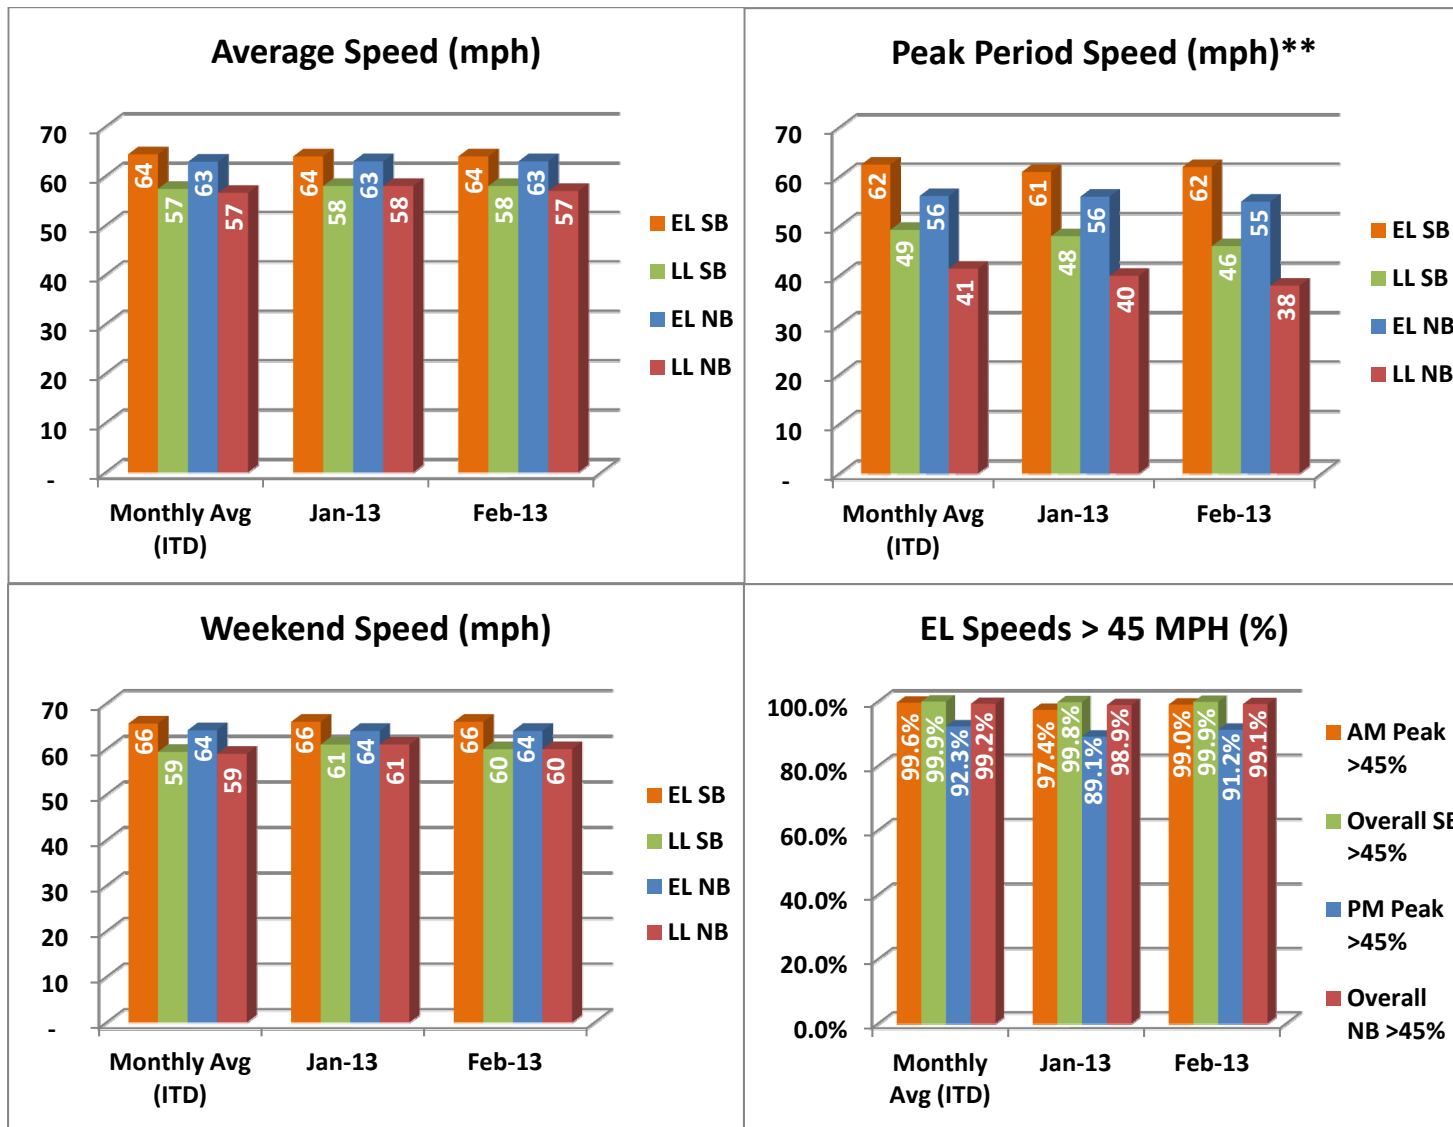 Average Speed (mph)
70
60
50
40
30
20
10
-
64
57
63
57
64
58
63
58
64
58
63
57
Monthly Avg
(ITD)
Jan-13
Feb-13
EL SB
LL SB
EL NB
LL NB
Peak Period Speed (mph)**
70
60
50
40
30
20
10
-
62
49
56
41
61
48
56
40
62
46
55
38
Monthly Avg
(ITD)
Jan-13
Feb-13
EL SB
LL SB
EL NB
LL NB
Weekend Speed (mph)
70
60
50
40
30
20
10
-
66
59
64
59
66
61
64
61
66
60
64
60
Monthly Avg
(ITD)
Jan-13
Feb-13
EL SB
LL SB
EL NB
LL NB
EL Speeds > 45 MPH (%)
100.0%
80.0%
60.0%
40.0%
20.0%
0.0%
99.6%
99.9%
92.3%
99.2%
97.4%
99.8%
89.1%
98.9%
99.0%
99.9%
91.2%
99.1%
Monthly
Avg (ITD)
Jan-13
Feb-13
AM Peak
>45%
Overall SB
>45%
PM Peak
>45%
Overall
NB >45%